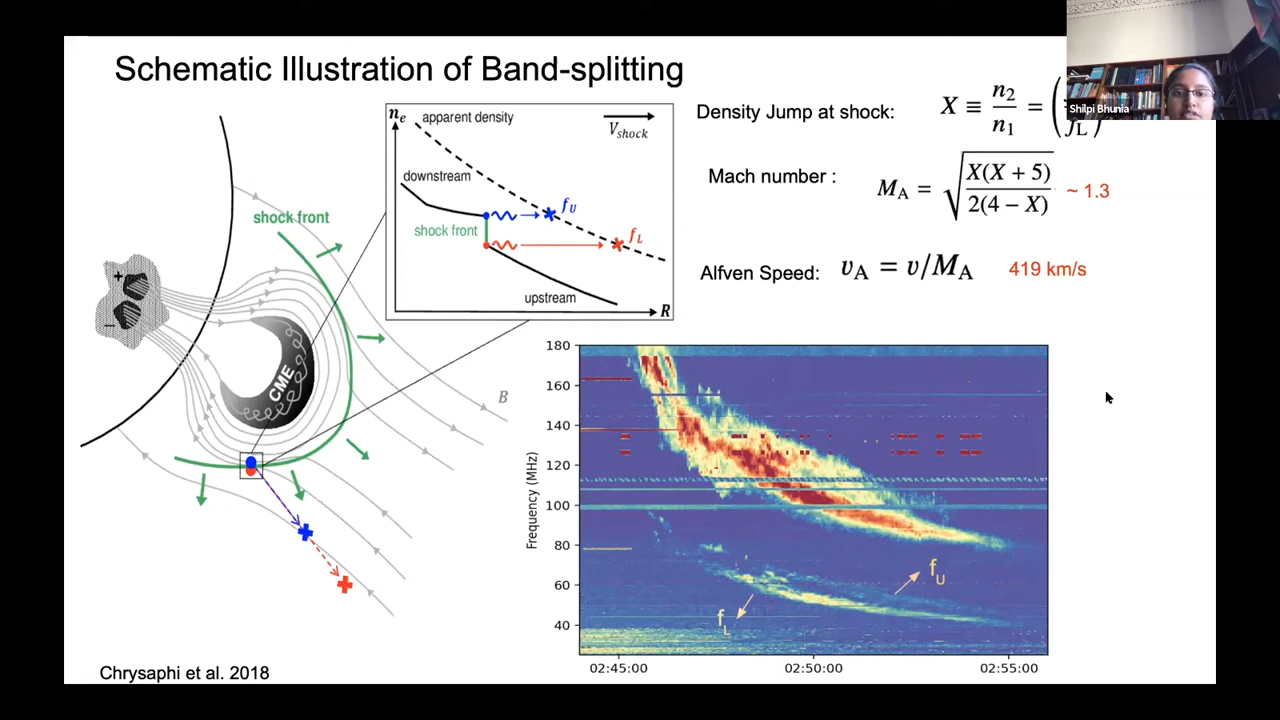 Schematic Illustration of Band-splitting
Shilpi Bhunia
shock front
+
–
CME
B
n_e
apparent density
V_shock
downstream
f_U
shock front
f_L
upstream
R
Density Jump at shock: X ≡ n_2/n_1 = ( f_L )
Mach number : M_A = √(X(X + 5)/2(4 − X)) ~ 1.3
Alfven Speed: v_A = v/M_A 419 km/s
Frequency (MHz)
180
160
140
120
100
80
60
40
f_U
f_L
02:45:00 02:50:00 02:55:00
Chrysaphi et al. 2018